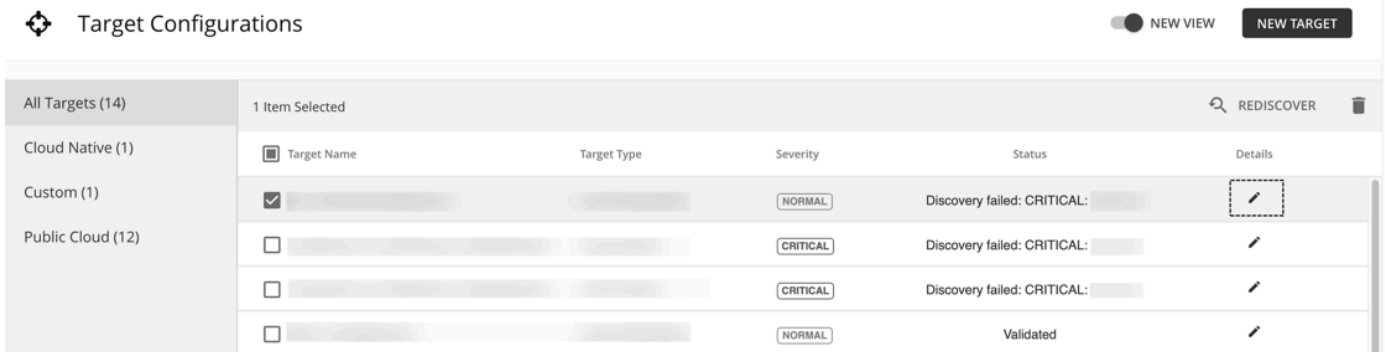 Target Configurations
NEW VIEW
NEW TARGET
All Targets (14)
Cloud Native (1)
Custom (1)
Public Cloud (12)
1 Item Selected
REDISCOVER
Target Name Target Type Severity Status Details
NORMAL Discovery failed: CRITICAL:
CRITICAL Discovery failed: CRITICAL:
CRITICAL Discovery failed: CRITICAL:
NORMAL Validated